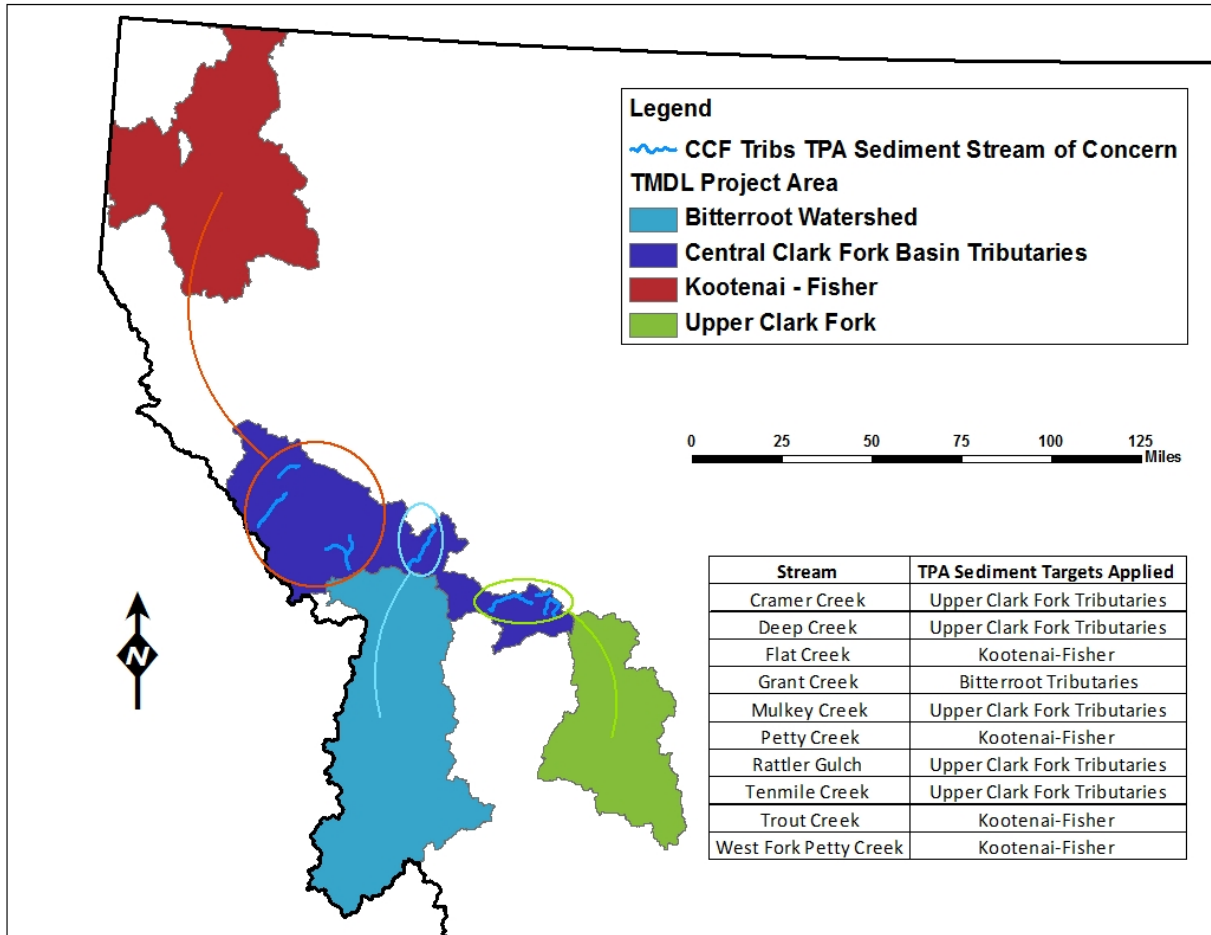 Legend
CCF Tribs TPA Sediment Stream of Concern
TMDL Project Area
Bitterroot Watershed
Central Clark Fork Basin Tributaries
Kootenai - Fisher
Upper Clark Fork
0 25 50 75 100 125
Miles
N
Stream TPA Sediment Targets Applied
Cramer Creek Upper Clark Fork Tributaries
Deep Creek Upper Clark Fork Tributaries
Flat Creek Kootenai-Fisher
Grant Creek Bitterroot Tributaries
Mulkey Creek Upper Clark Fork Tributaries
Petty Creek Kootenai-Fisher
Rattler Gulch Upper Clark Fork Tributaries
Tenmile Creek Upper Clark Fork Tributaries
Trout Creek Kootenai-Fisher
West Fork Petty Creek Kootenai-Fisher